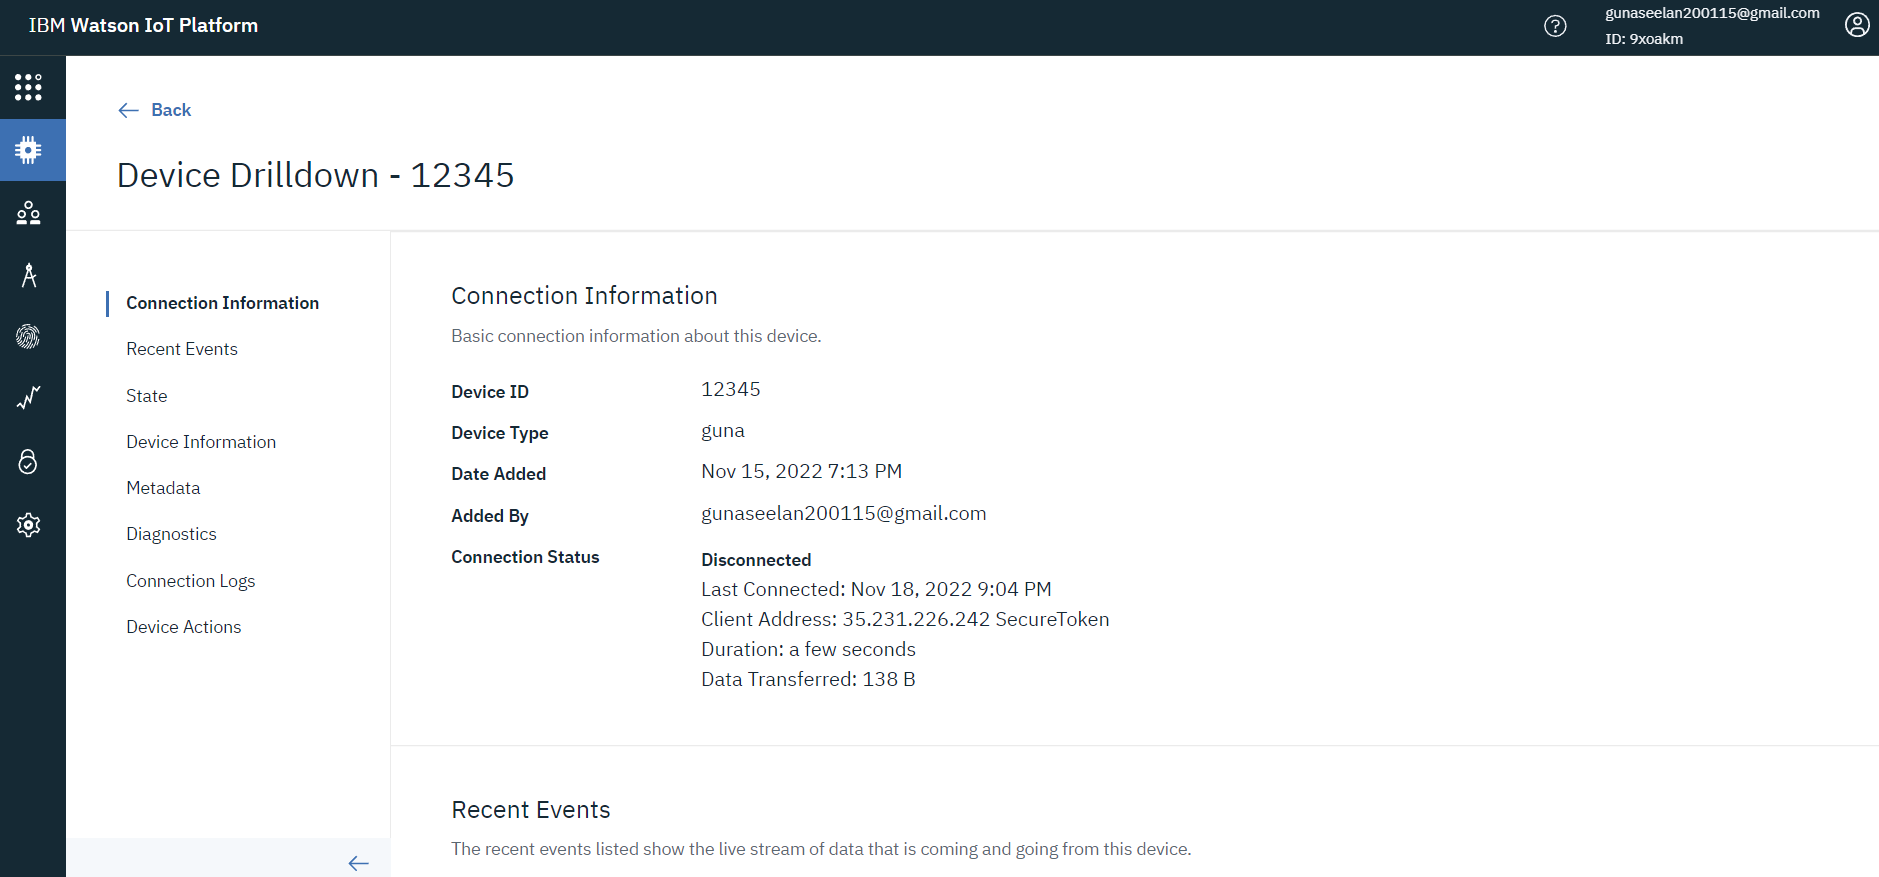 IBM Watson IoT Platform
gunaseelan200115@gmail.com
ID: 9xoakm
Back
Device Drilldown - 12345
Connection Information
Recent Events
State
Device Information
Metadata
Diagnostics
Connection Logs
Device Actions
Connection Information
Basic connection information about this device.
Device ID 12345
Device Type guna
Date Added Nov 15, 2022 7:13 PM
Added By gunaseelan200115@gmail.com
Connection Status Disconnected
Last Connected: Nov 18, 2022 9:04 PM
Client Address: 35.231.226.242 SecureToken
Duration: a few seconds
Data Transferred: 138 B
Recent Events
The recent events listed show the live stream of data that is coming and going from this device.